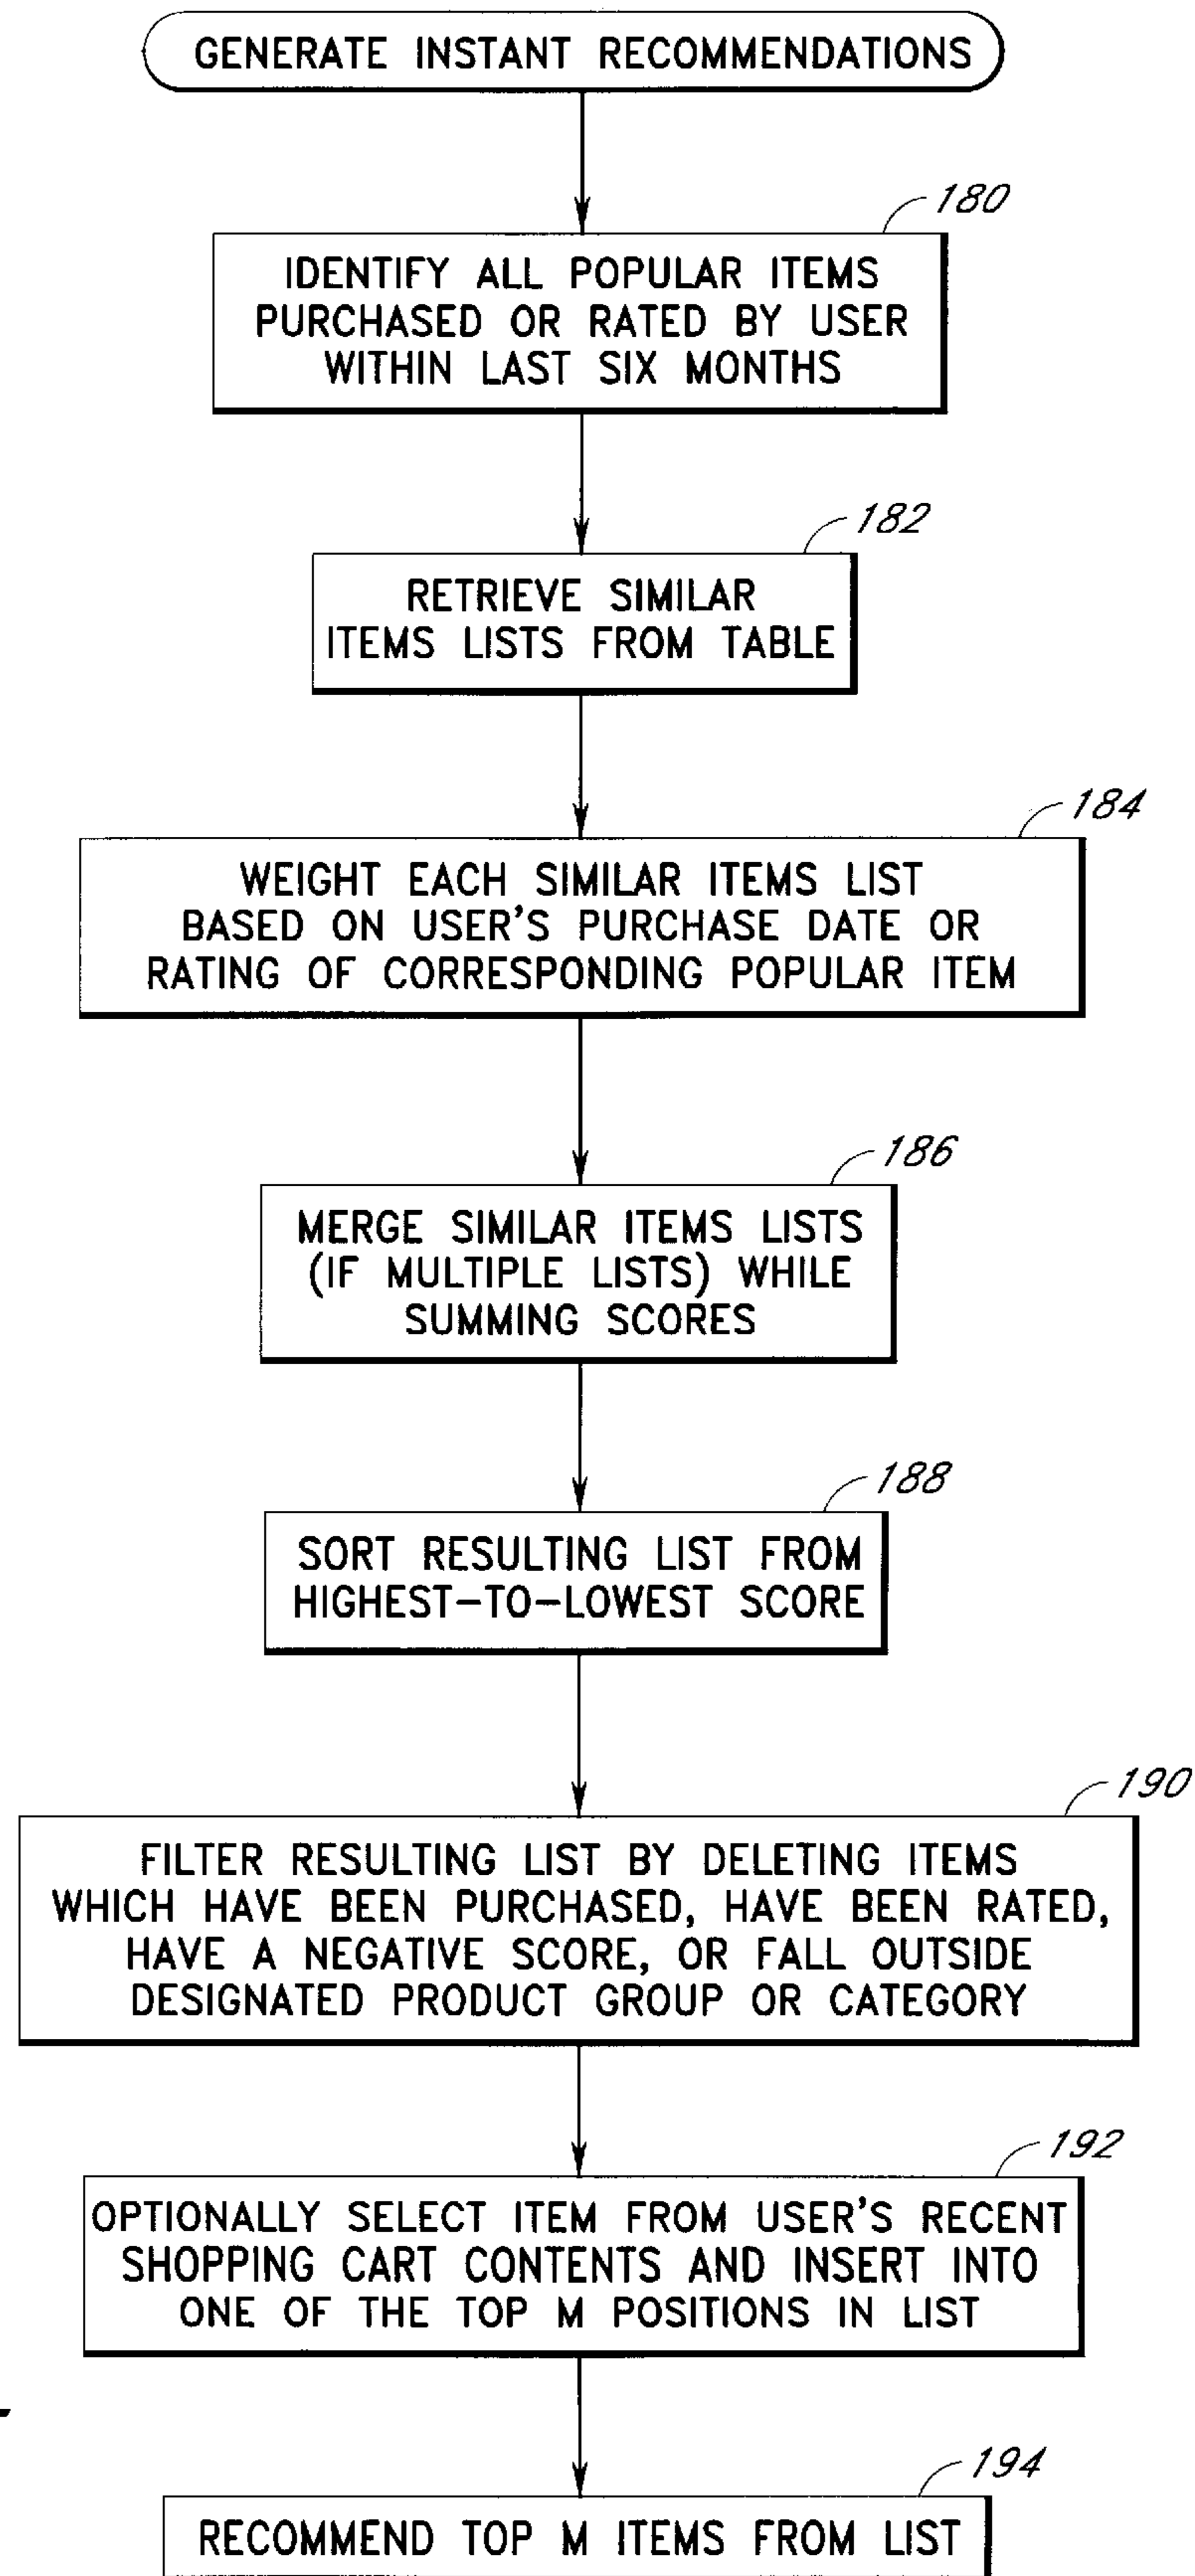 GENERATE INSTANT RECOMMENDATIONS
180
IDENTIFY ALL POPULAR ITEMS
PURCHASED OR RATED BY USER
WITHIN LAST SIX MONTHS
182
RETRIEVE SIMILAR
ITEMS LISTS FROM TABLE
184
WEIGHT EACH SIMILAR ITEMS LIST
BASED ON USER'S PURCHASE DATE OR
RATING OF CORRESPONDING POPULAR ITEM
186
MERGE SIMILAR ITEMS LISTS
(IF MULTIPLE LISTS) WHILE
SUMMING SCORES
188
SORT RESULTING LIST FROM
HIGHEST-TO-LOWEST SCORE
190
FILTER RESULTING LIST BY DELETING ITEMS
WHICH HAVE BEEN PURCHASED, HAVE BEEN RATED,
HAVE A NEGATIVE SCORE, OR FALL OUTSIDE
DESIGNATED PRODUCT GROUP OR CATEGORY
192
OPTIONALLY SELECT ITEM FROM USER'S RECENT
SHOPPING CART CONTENTS AND INSERT INTO
ONE OF THE TOP M POSITIONS IN LIST
194
RECOMMEND TOP M ITEMS FROM LIST